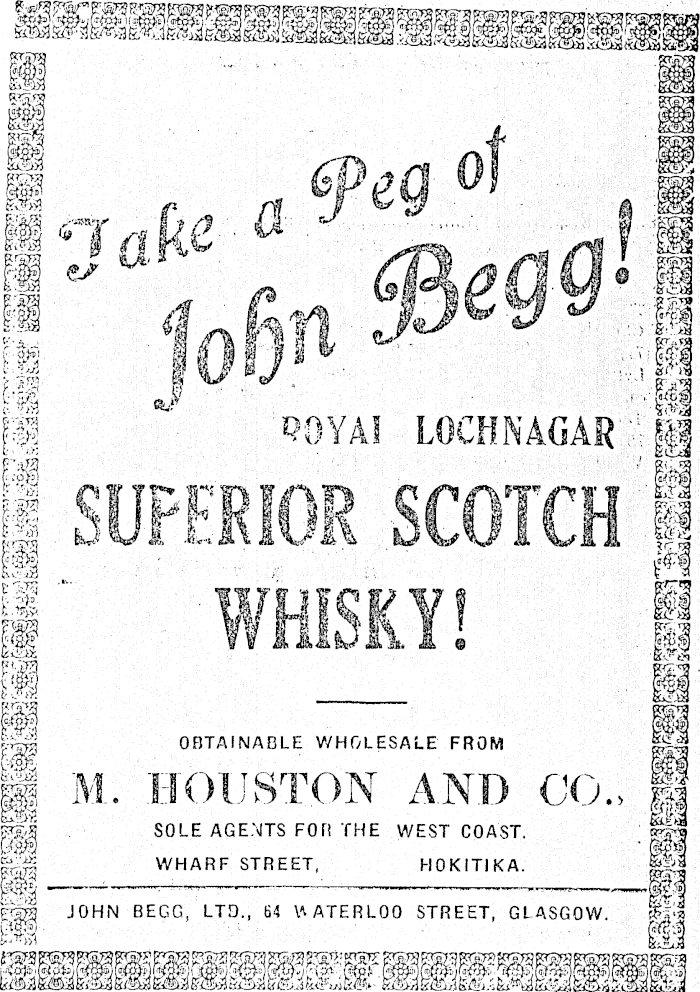 Take a Peg of
John Begg!
ROYAL LOCHNAGAR
SUPERIOR SCOTCH
WHISKY!
OBTAINABLE WHOLESALE FROM
M. HOUSTON AND CO.,
SOLE AGENTS FOR THE WEST COAST.
WHARF STREET, HOKITIKA.
JOHN BEGG, LTD., 64 WATERLOO STREET, GLASGOW.